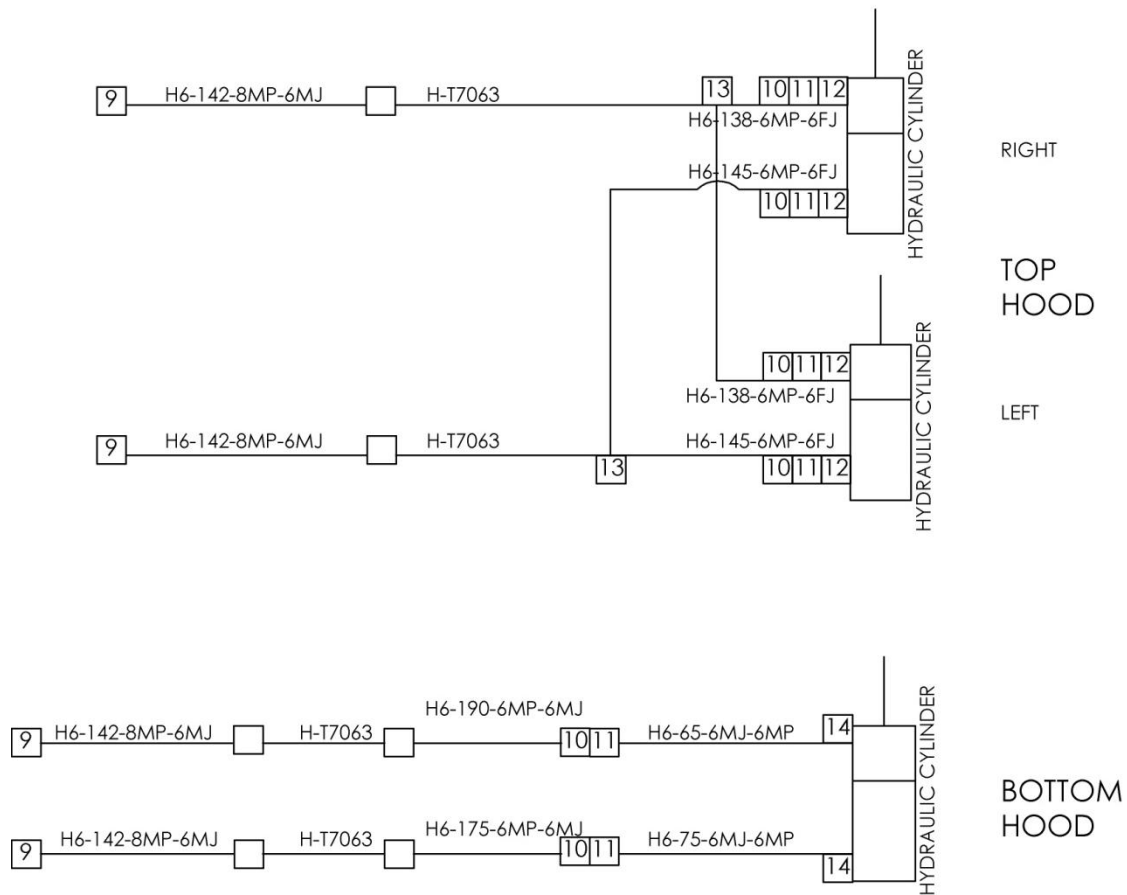 13 10 11 12
9 H6-142-8MP-6MJ H-T7063
H6-138-6MP-6FJ
HYDRAULIC CYLINDER
RIGHT
H6-145-6MP-6FJ
10 11 12
TOP
HOOD
10 11 12
H6-138-6MP-6FJ
HYDRAULIC CYLINDER
LEFT
9 H6-142-8MP-6MJ H-T7063 H6-145-6MP-6FJ
13 10 11 12
H6-190-6MP-6MJ
9 H6-142-8MP-6MJ H-T7063 10 11 H6-65-6MJ-6MP 14
HYDRAULIC CYLINDER
BOTTOM
HOOD
H6-175-6MP-6MJ
9 H6-142-8MP-6MJ H-T7063 10 11 H6-75-6MJ-6MP
14